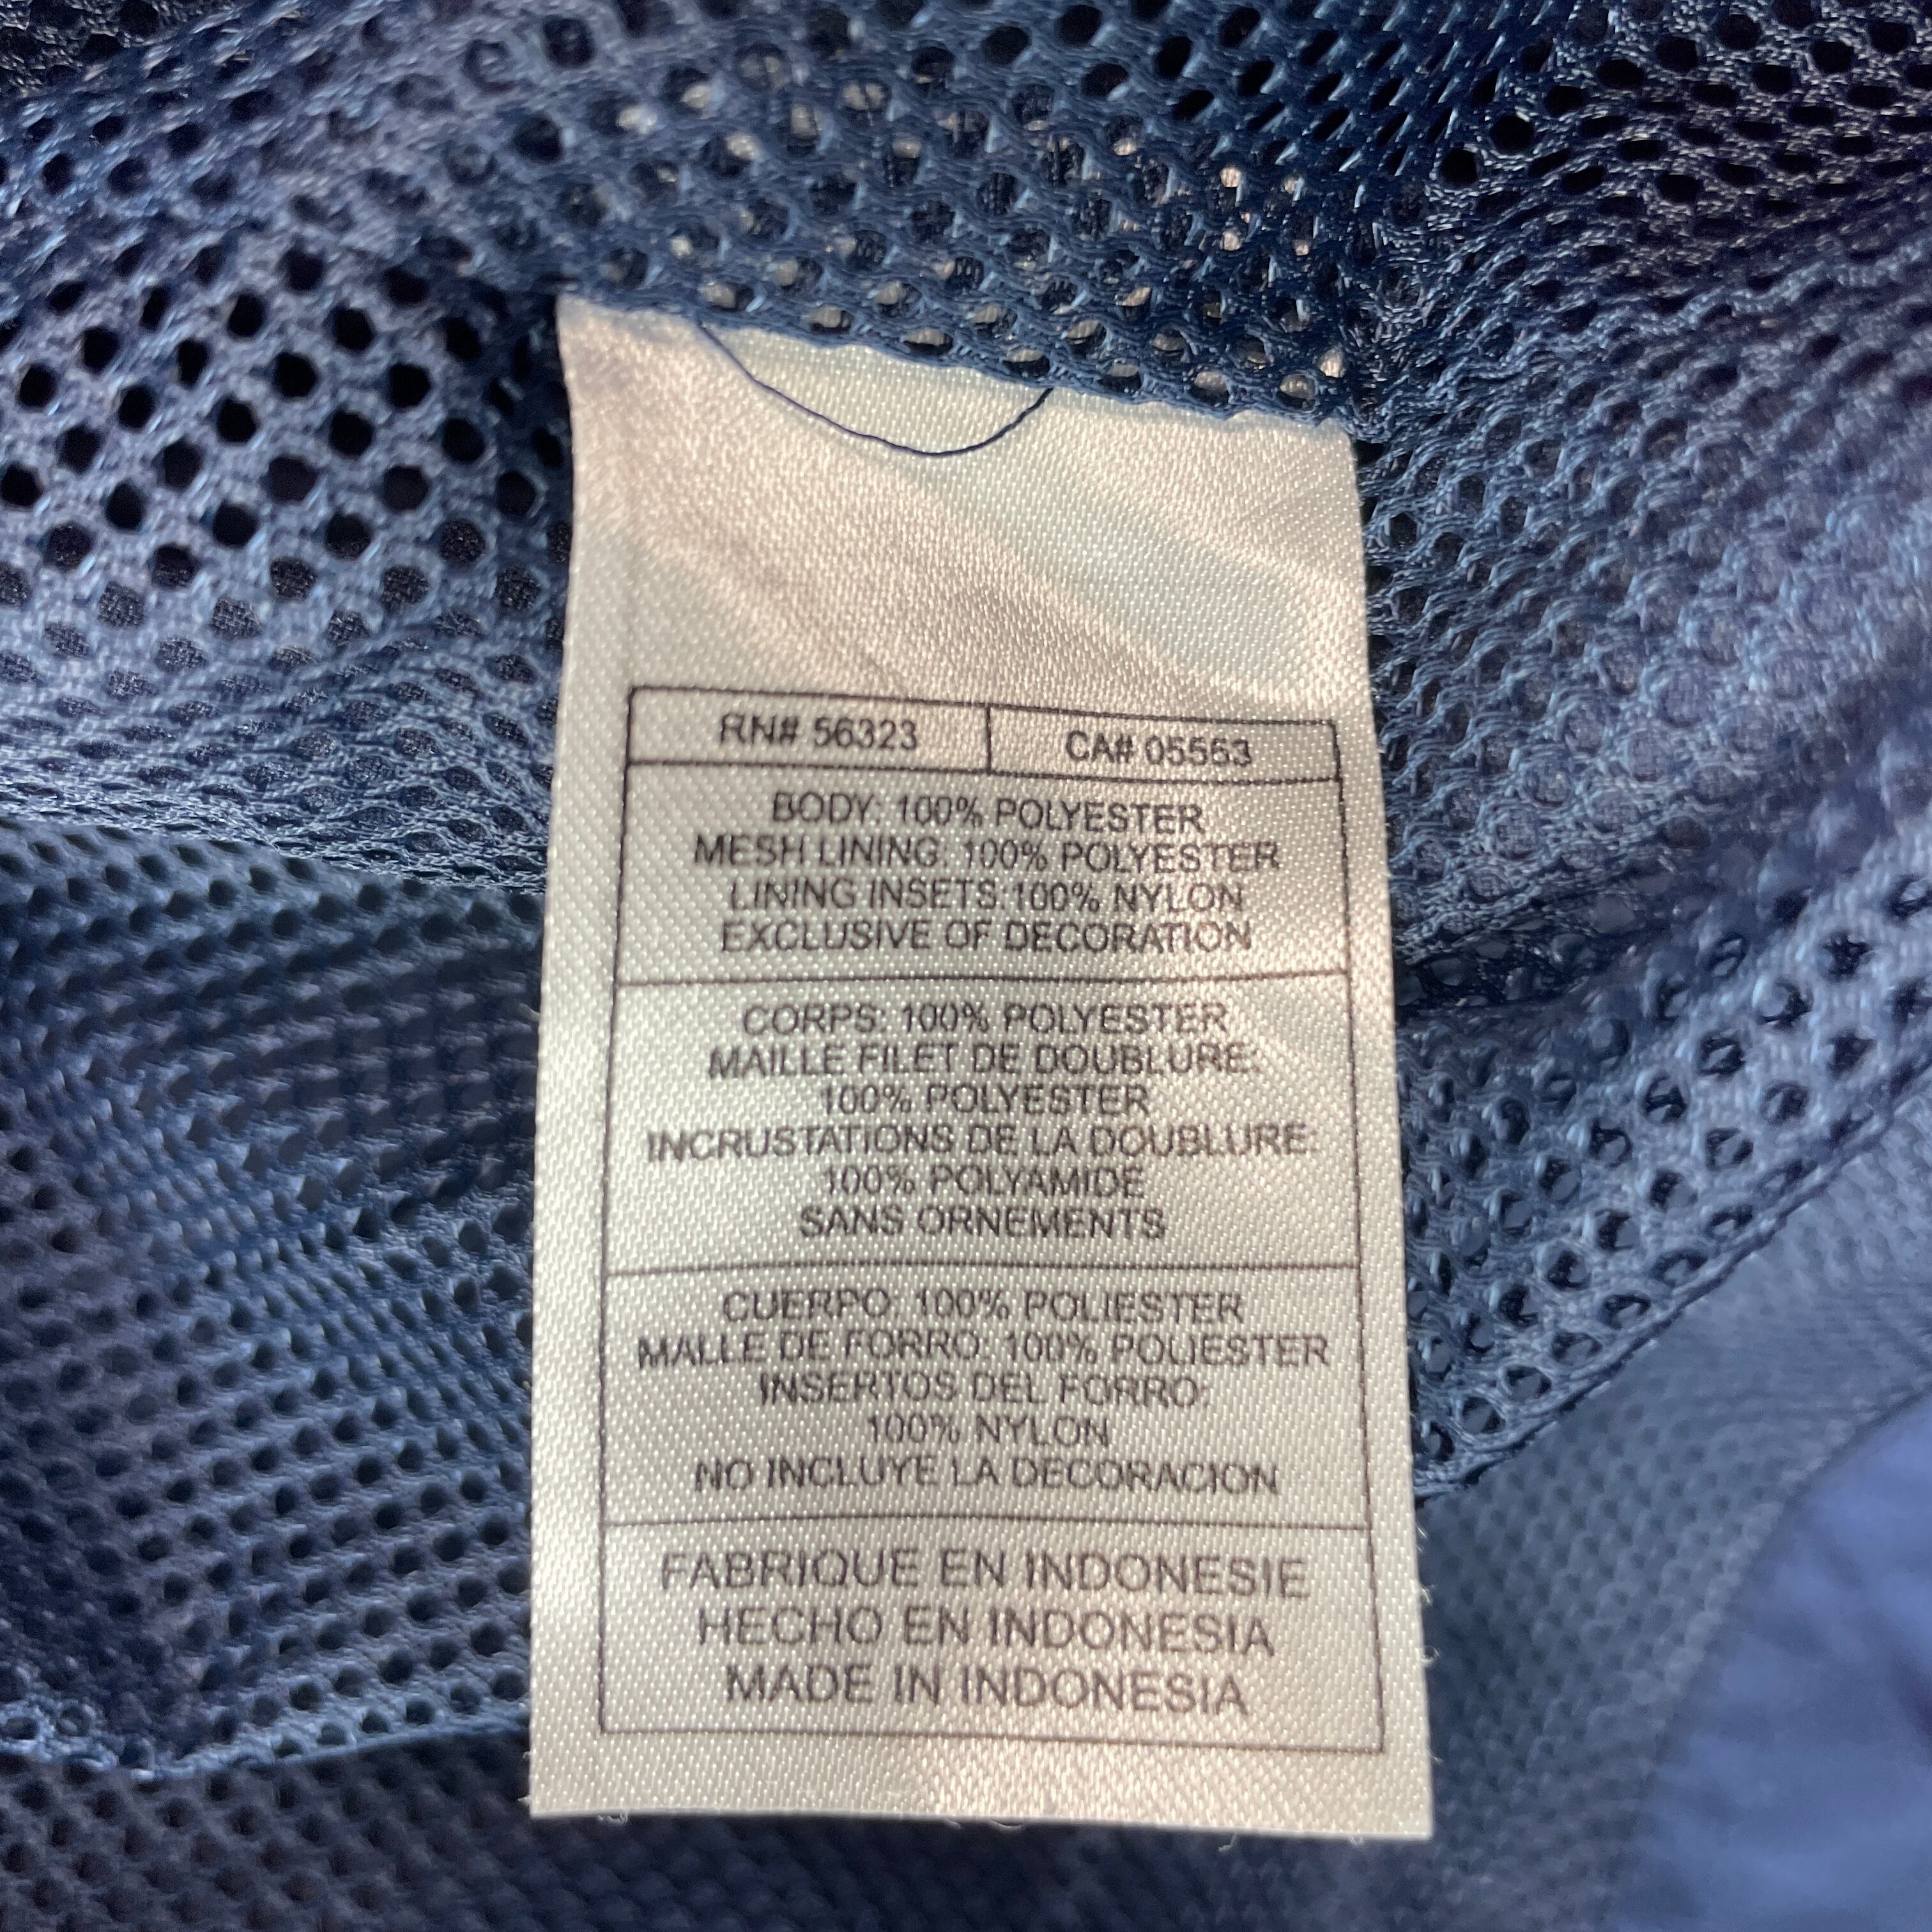 RN# 56323 CA# 05553
BODY: 100% POLYESTER
MESH LINING: 100% POLYESTER
LINING INSETS:100% NYLON
EXCLUSIVE OF DECORATION
CORPS: 100% POLYESTER
MAILLE FILET DE DOUBLURE:
100% POLYESTER
INCRUSTATIONS DE LA DOUBLURE:
100% POLYAMIDE
SANS ORNEMENTS
CUERPO: 100% POLIESTER
MALLE DE FORRO: 100% POLIESTER
INSERTOS DEL FORRO:
100% NYLON
NO INCLUYE LA DECORACION
FABRIQUE EN INDONESIE
HECHO EN INDONESIA
MADE IN INDONESIA